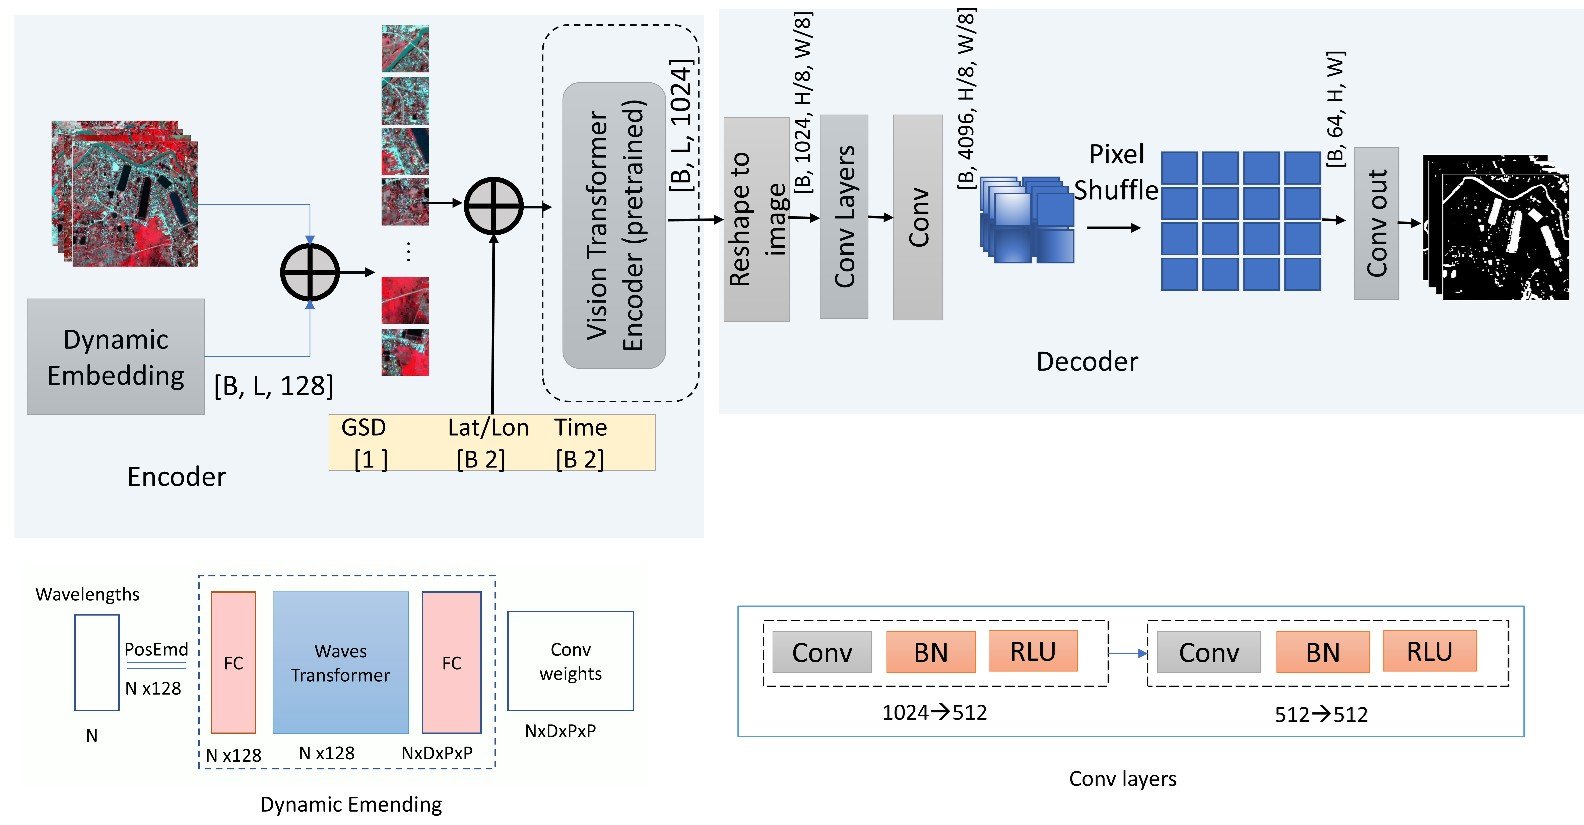 Dynamic
Embedding
[B, L, 128]
...
GSD
[1 ]
Lat/Lon
[B 2]
Time
[B 2]
Encoder
Vision Transformer
Encoder (pretrained)
[B, L, 1024]
Reshape to
image
[B, 1024, H/8, W/8]
Conv Layers
Conv
[B, 4096, H/8, W/8]
Pixel
Shuffle
[B, 64, H, W]
Conv out
Decoder
Wavelengths
N
PosEmd
N x128
FC
N x128
Waves
Transformer
N x128
FC
NxDxPxP
Conv
weights
NxDxPxP
Dynamic Emending
Conv BN RLU
1024→512
Conv BN RLU
512→512
Conv layers